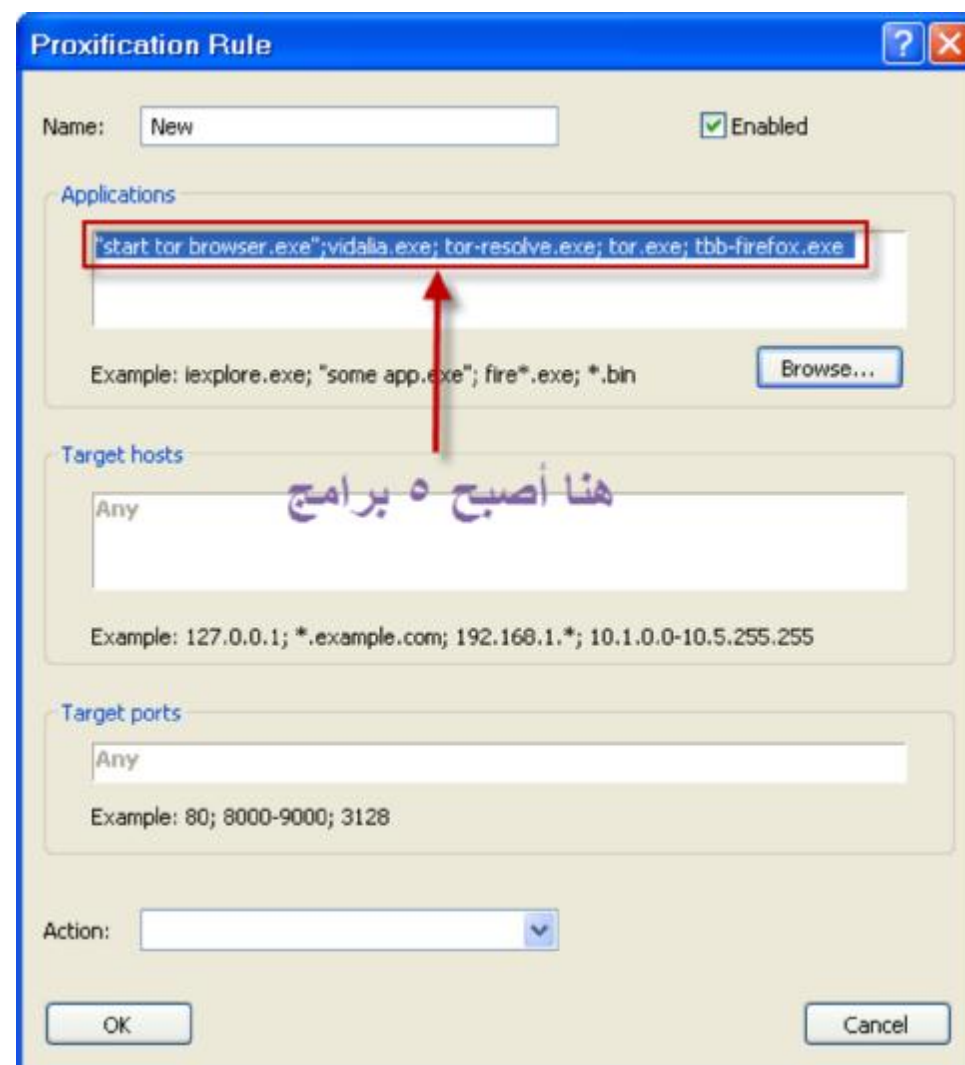 Proxification Rule
Name: New Enabled
Applications
"start tor browser.exe";vidalia.exe; tor-resolve.exe; tor.exe; tbb-firefox.exe
Example: iexplore.exe; "some app.exe"; fire*.exe; *.bin Browse...
Target hosts
Any
هنا أصبح ٥ برامج
Example: 127.0.0.1; *.example.com; 192.168.1.*; 10.1.0.0-10.5.255.255
Target ports
Any
Example: 80; 8000-9000; 3128
Action:
OK Cancel